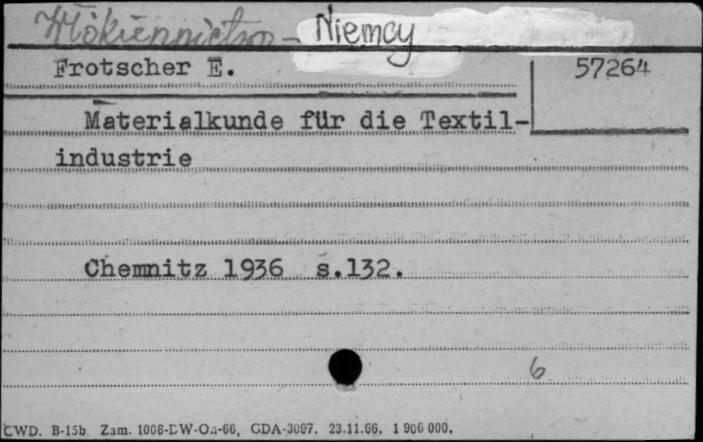 Włókiennictwo - Niemcy
Frotscher E.
57264
Materialkunde für die Textil-
industrie
Chemnitz 1936 s.132.
6
CWD. B-15b Zam. 1008-DW-Oa-66, GDA-3097. 23.11.66. 1 906 000.